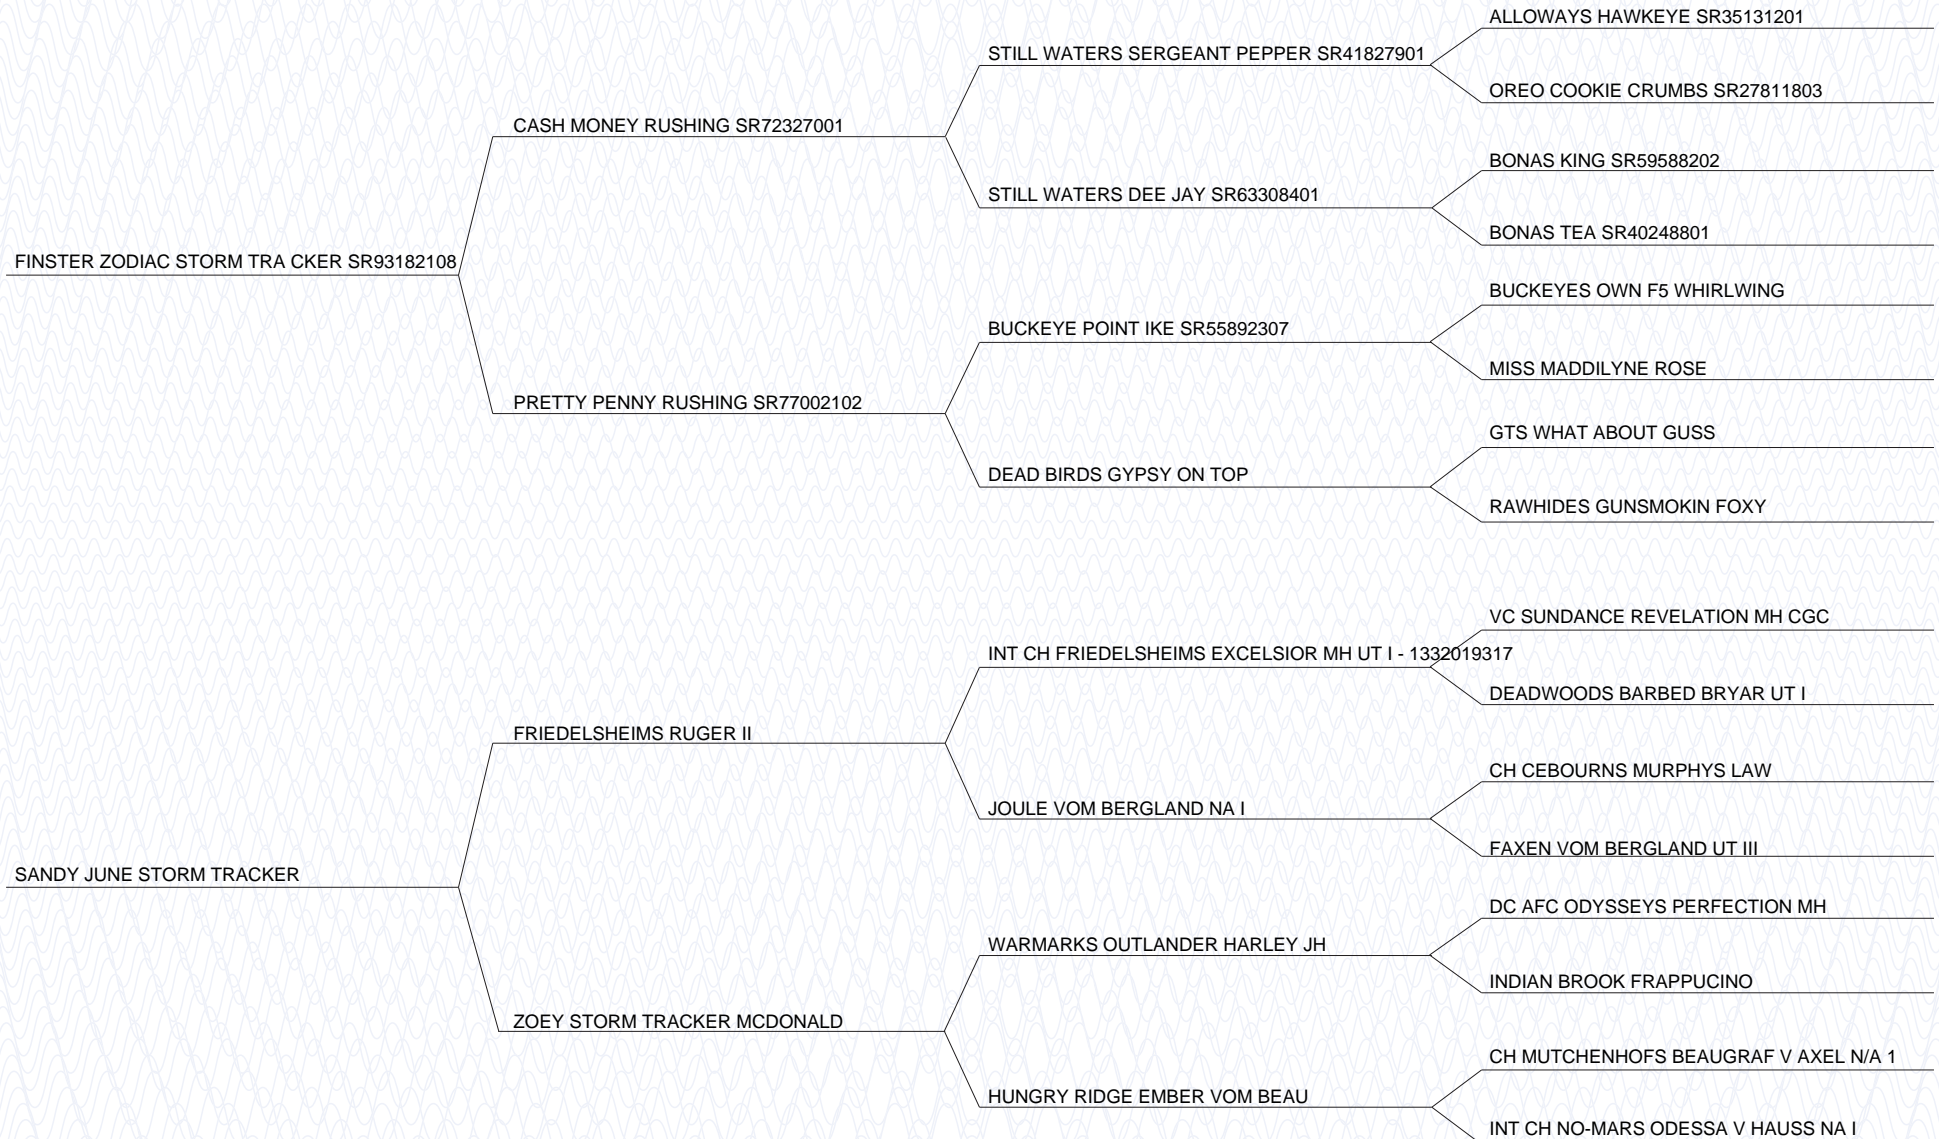 ALLOWAYS HAWKEYE SR35131201
STILL WATERS SERGEANT PEPPER SR41827901
OREO COOKIE CRUMBS SR27811803
CASH MONEY RUSHING SR72327001
BONAS KING SR59588202
STILL WATERS DEE JAY SR63308401
BONAS TEA SR40248801
FINSTER ZODIAC STORM TRA CKER SR93182108
BUCKEYES OWN F5 WHIRLWING
BUCKEYE POINT IKE SR55892307
MISS MADDILYNE ROSE
PRETTY PENNY RUSHING SR77002102
GTS WHAT ABOUT GUSS
DEAD BIRDS GYPSY ON TOP
RAWHIDES GUNSMOKIN FOXY
VC SUNDANCE REVELATION MH CGC
INT CH FRIEDELSHEIMS EXCELSIOR MH UT I - 1332019317
DEADWOODS BARBED BRYAR UT I
FRIEDELSHEIMS RUGER II
CH CEBOURNS MURPHYS LAW
JOULE VOM BERGLAND NA I
FAXEN VOM BERGLAND UT III
SANDY JUNE STORM TRACKER
DC AFC ODYSSEYS PERFECTION MH
WARMARKS OUTLANDER HARLEY JH
INDIAN BROOK FRAPPUCINO
ZOEY STORM TRACKER MCDONALD
CH MUTCHENHOFS BEAUGRAF V AXEL N/A 1
HUNGRY RIDGE EMBER VOM BEAU
INT CH NO-MARS ODESSA V HAUSS NA I